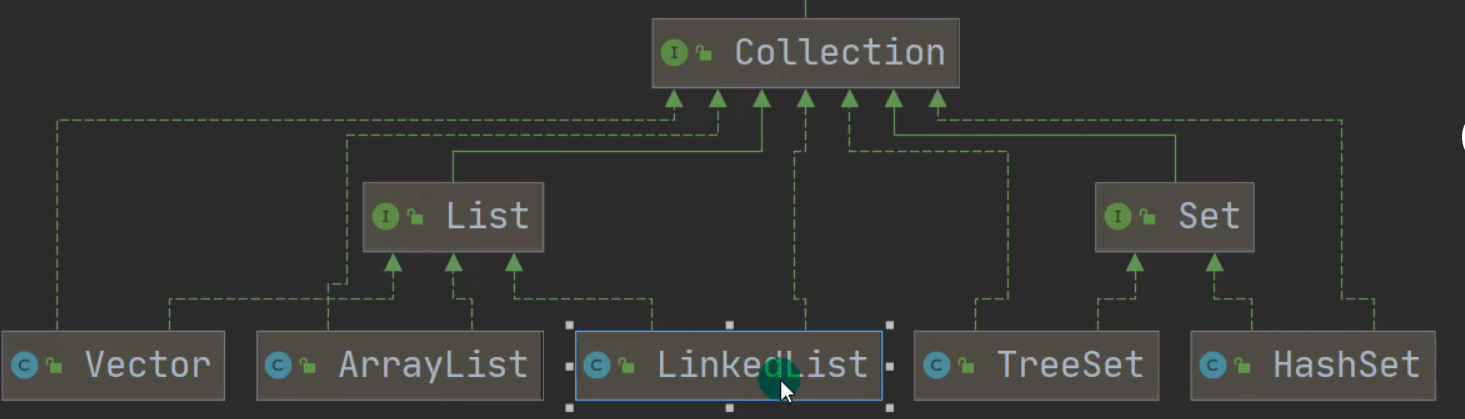 I Collection
I List
I Set
C Vector
C ArrayList
C LinkedList
C TreeSet
C HashSet